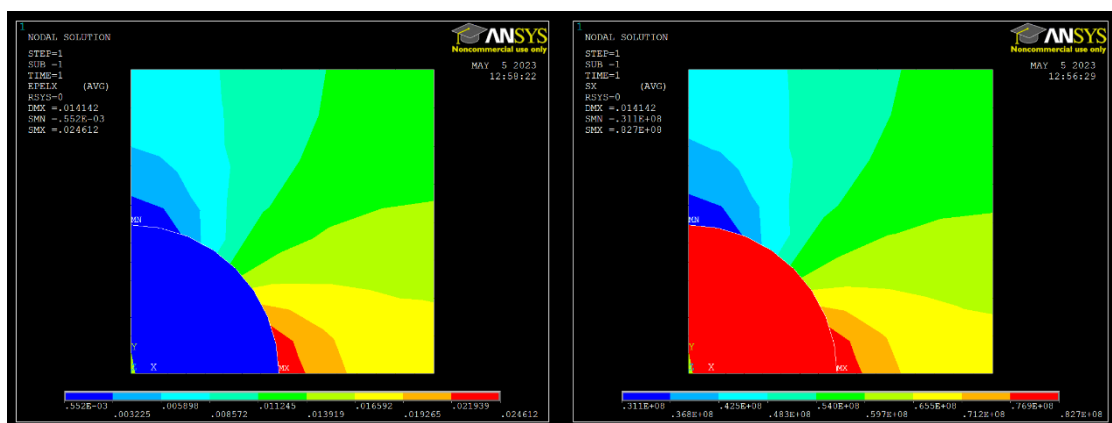 1
NODAL SOLUTION
STEP=1
SUB =1
TIME=1
EPELX (AVG)
RSYS=0
DMX =.014142
SMN =.552E-03
SMX =.024612
ANSYS
Noncommercial use only
MAY 5 2023
12:58:22
MN
Y
X
MX
.552E-03 .005898 .011245 .016592 .021939
.003225 .008572 .013919 .019265 .024612
1
NODAL SOLUTION
STEP=1
SUB =1
TIME=1
SX (AVG)
RSYS=0
DMX =.014142
SMN =.311E+08
SMX =.827E+08
ANSYS
Noncommercial use only
MAY 5 2023
12:56:29
MN
Y
X
MX
.311E+08 .425E+08 .540E+08 .655E+08 .769E+08
.368E+08 .483E+08 .597E+08 .712E+08 .827E+08